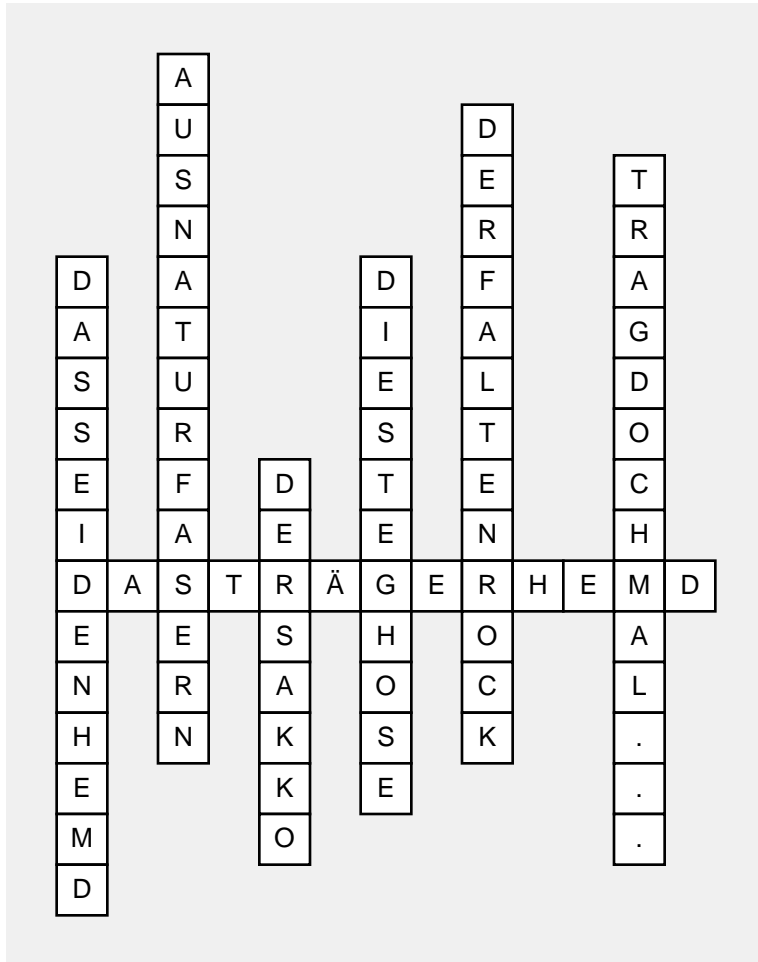 DASSEIDENHEMD
AUSNATURFASERN
DERSAKKO
DIESTEGHOSE
DERFALTENROCK
TRAGDOCHMAL...
DASTRÄGERHEMD